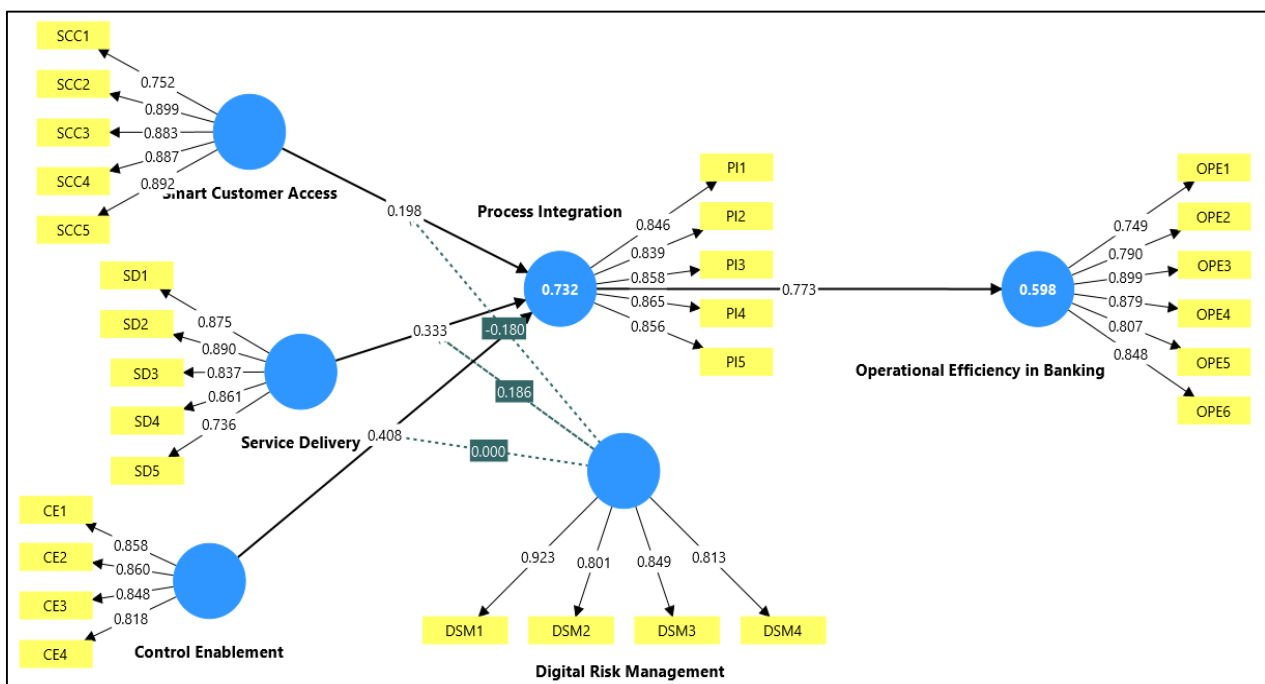 SCC1
SCC2
SCC3
SCC4
SCC5
0.752
0.899
0.883
0.887
0.892
Smart Customer Access
SD1
SD2
SD3
SD4
SD5
0.875
0.890
0.837
0.861
0.736
Service Delivery
CE1
CE2
CE3
CE4
0.858
0.860
0.848
0.818
Control Enablement
0.198
0.333
0.408
-0.180
0.186
0.000
Process Integration
0.732
PI1
PI2
PI3
PI4
PI5
0.846
0.839
0.858
0.865
0.856
0.773
0.598
Operational Efficiency in Banking
OPE1
OPE2
OPE3
OPE4
OPE5
OPE6
0.749
0.790
0.899
0.879
0.807
0.848
0.923
0.801
0.849
0.813
DSM1
DSM2
DSM3
DSM4
Digital Risk Management